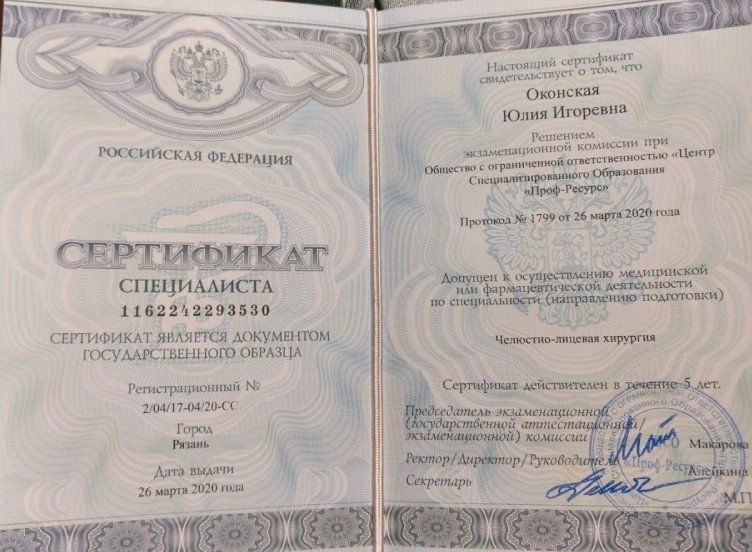 РОССИЙСКАЯ ФЕДЕРАЦИЯ
СЕРТИФИКАТ
СПЕЦИАЛИСТА
1162242293530
СЕРТИФИКАТ ЯВЛЯЕТСЯ ДОКУМЕНТОМ
ГОСУДАРСТВЕННОГО ОБРАЗЦА
Регистрационный №
2/04/17-04/20-СС
Город
Рязань
Дата выдачи
26 марта 2020 года
Настоящий сертификат
свидетельствует о том, что
Оконская
Юлия Игоревна
Решением
экзаменационной комиссии при
Общество с ограниченной ответственностью «Центр
Специализированного Образования
«Проф-Ресурс»
Протокол № 1799 от 26 марта 2020 года
Допущен к осуществлению медицинской
или фармацевтической деятельности
по специальности (направлению подготовки)
Челюстно-лицевая хирургия
Сертификат действителен в течение 5 лет.
Председатель экзаменационной
(государственной аттестационной/
экзаменационной) комиссии
Макарова
Ректор/Директор/Руководитель
«Проф-Ресурс»
Алейкина
Секретарь
М.П